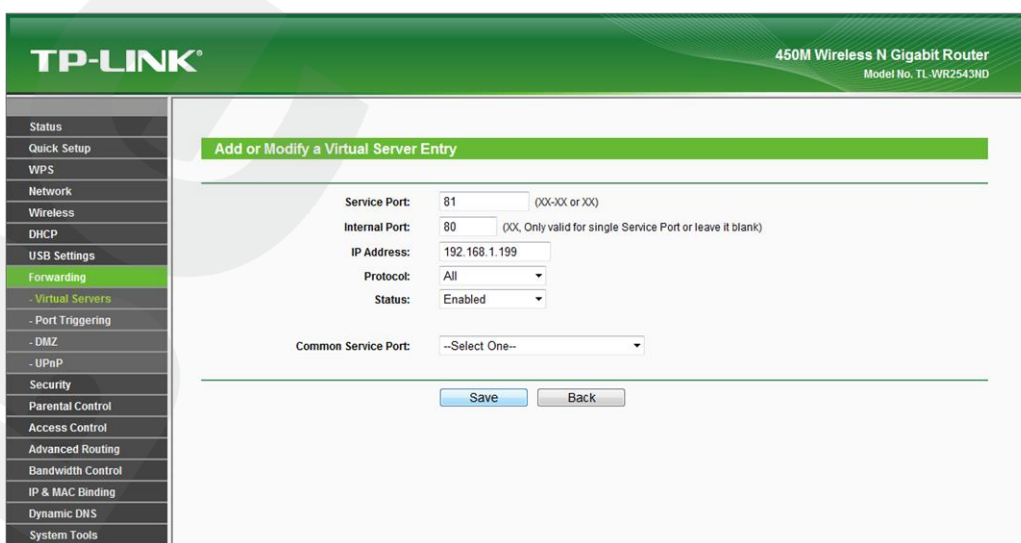 TP-LINK®
450M Wireless N Gigabit Router
Model No. TL-WR2543ND
Status
Quick Setup
WPS
Network
Wireless
DHCP
USB Settings
Forwarding
- Virtual Servers
- Port Triggering
- DMZ
- UPnP
Security
Parental Control
Access Control
Advanced Routing
Bandwidth Control
IP & MAC Binding
Dynamic DNS
System Tools
Add or Modify a Virtual Server Entry
Service Port: 81 (XX-XX or XX)
Internal Port: 80 (XX, Only valid for single Service Port or leave it blank)
IP Address: 192.168.1.199
Protocol: All
Status: Enabled
Common Service Port: --Select One--
Save Back